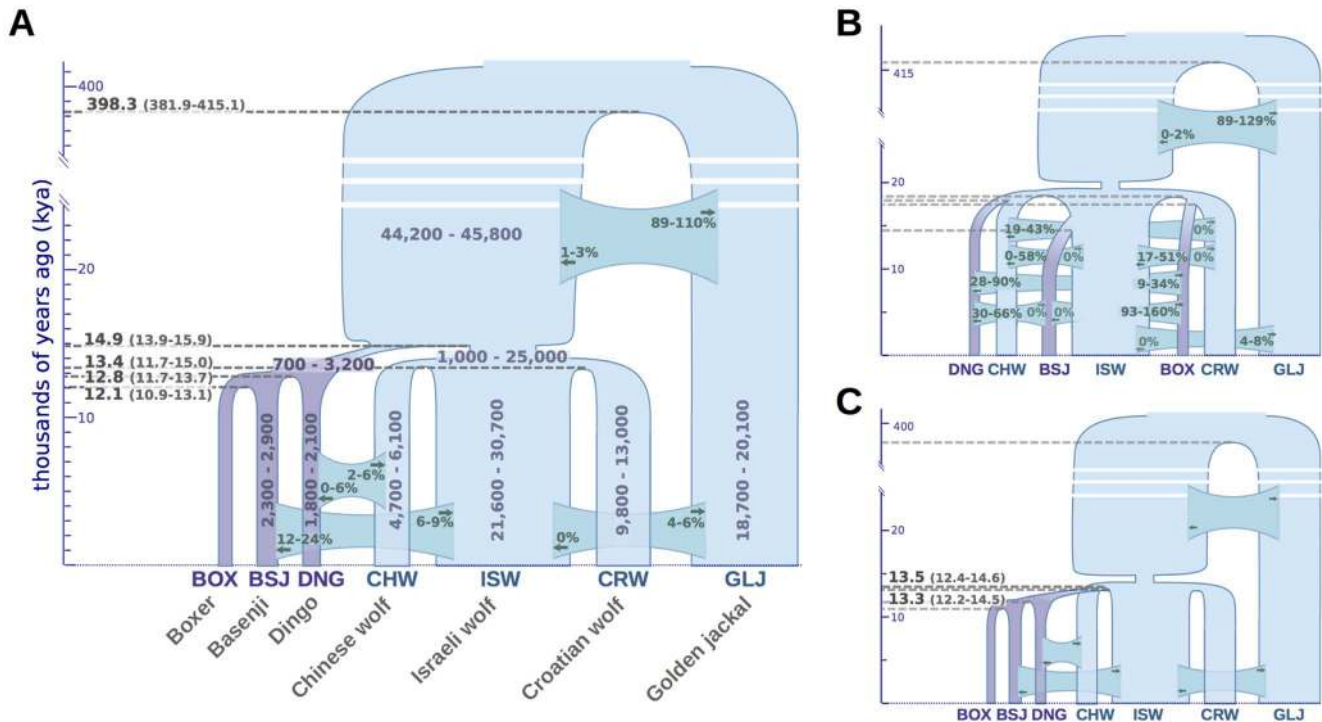 A
thousands of years ago (kya)
400
398.3 (381.9-415.1)
44,200 - 45,800
89-110%
1-3%
20
14.9 (13.9-15.9)
13.4 (11.7-15.0)
12.8 (11.7-13.7)
12.1 (10.9-13.1)
700 - 3,200
1,000 - 25,000
10
2,300 - 2,900
1,800 - 2,100
4,700 - 6,100
21,600 - 30,700
9,800 - 13,000
18,700 - 20,100
2-6%
0-6%
12-24%
6-9%
0%
4-6%
BOX BSJ DNG CHW ISW CRW GLJ
Boxer
Basenji
Dingo
Chinese wolf
Israeli wolf
Croatian wolf
Golden jackal
B
415
89-129%
0-2%
20
19-43% 0%
0-58% 0% 17-51% 0%
10
28-90% 9-34%
30-66% 0% 0% 93-160%
0% 4-8%
DNG CHW BSJ ISW BOX CRW GLJ
C
400
20
13.5 (12.4-14.6)
13.3 (12.2-14.5)
10
BOX BSJ DNG CHW ISW CRW GLJ